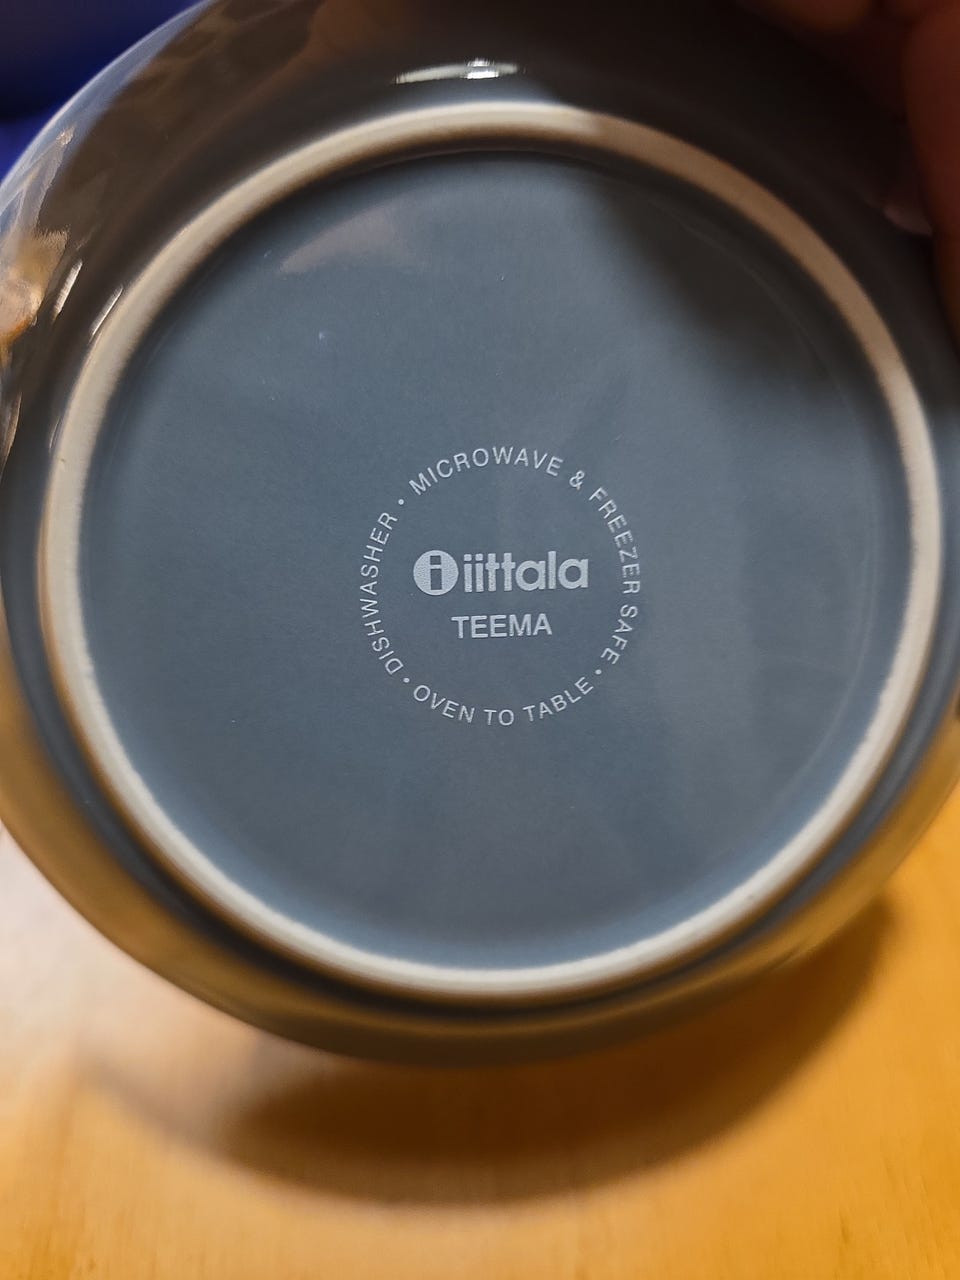 DISHWASHER • MICROWAVE & FREEZER SAFE • OVEN TO TABLE •
i iittala
TEEMA